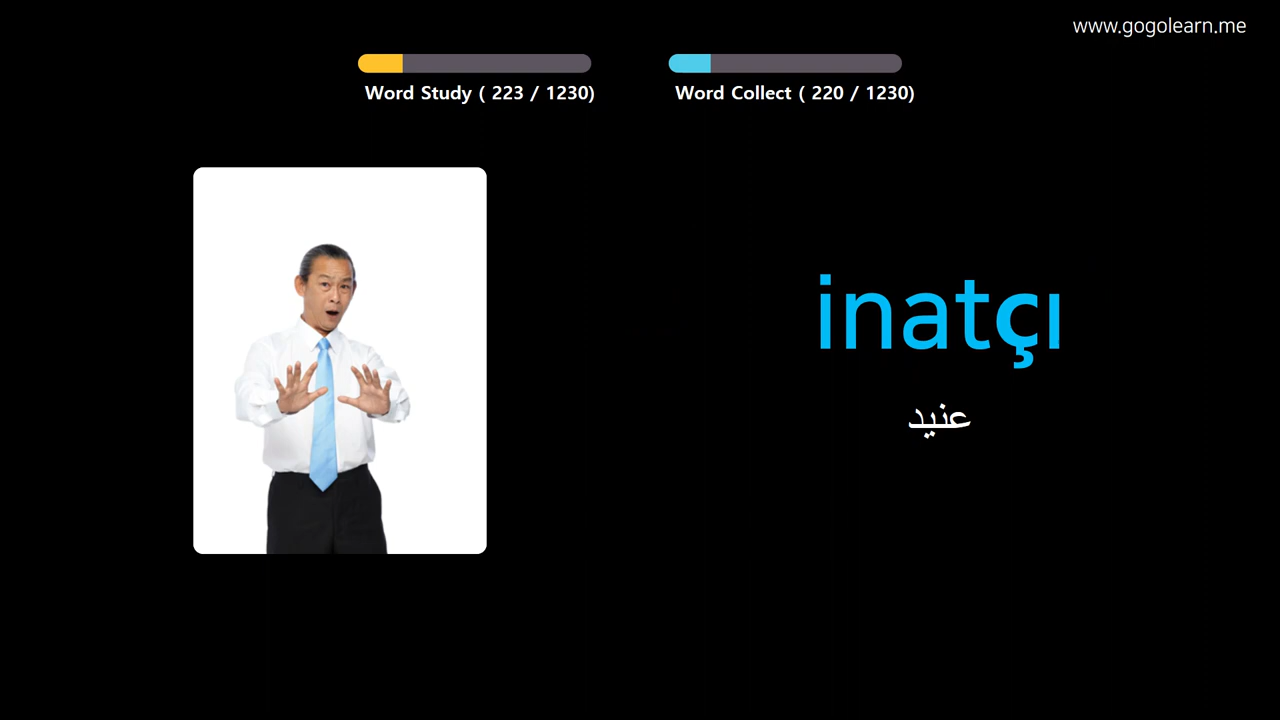 www.gogolearn.me
Word Study ( 223 / 1230)
Word Collect ( 220 / 1230)
inatçı
عنيد